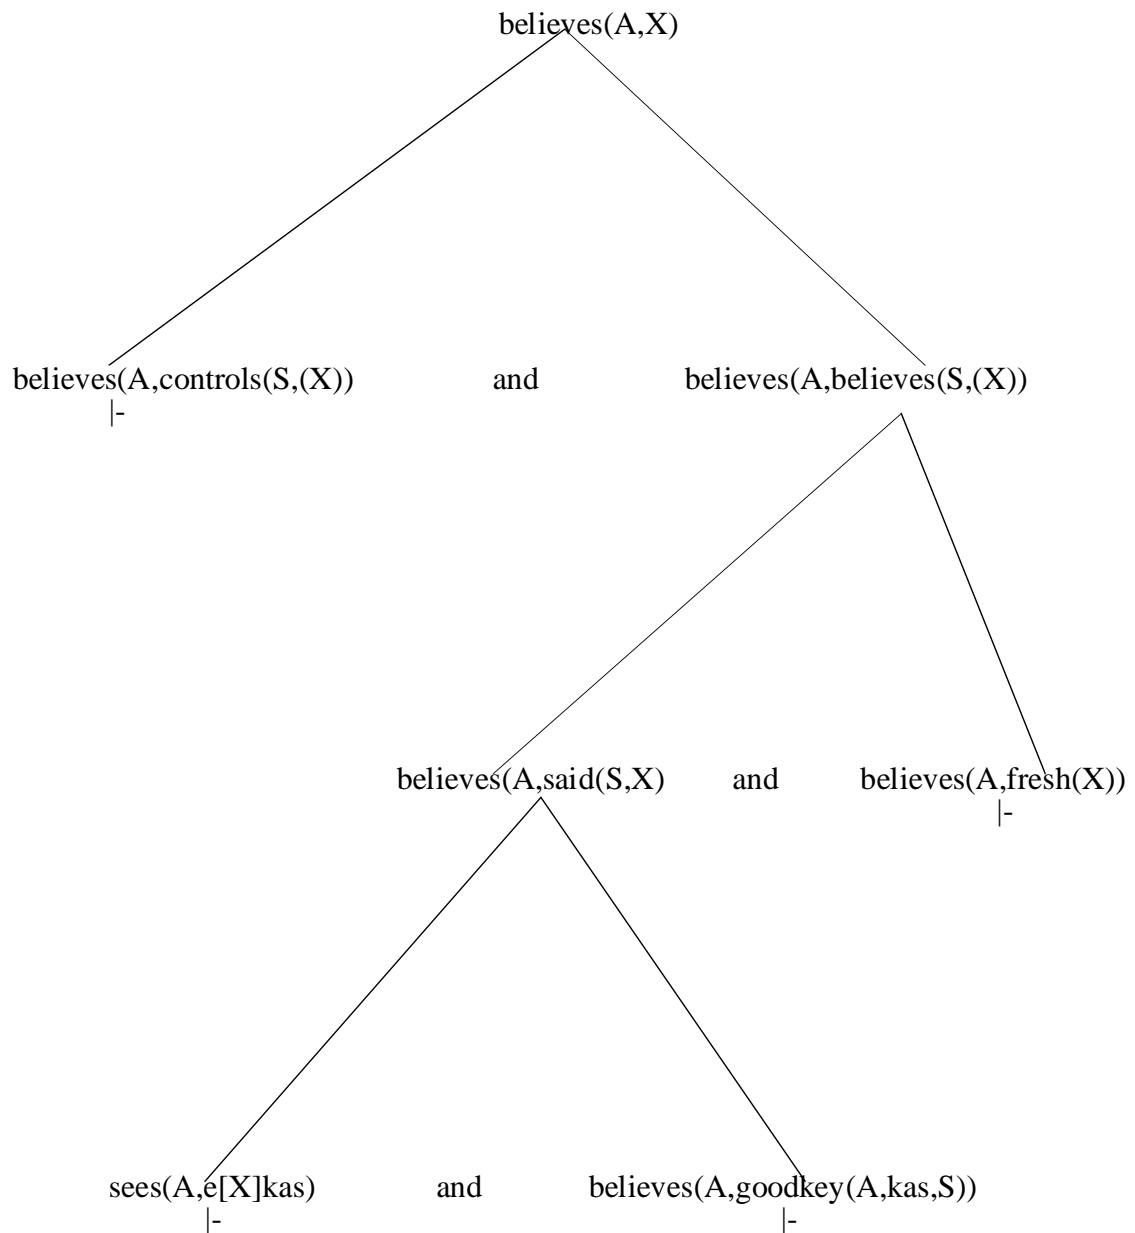 believes(A,X)
believes(A,controls(S,(X)) and believes(A,believes(S,(X))
|-
believes(A,said(S,X) and believes(A,fresh(X))
|-
sees(A,e[X]kas) and believes(A,goodkey(A,kas,S))
|- |-